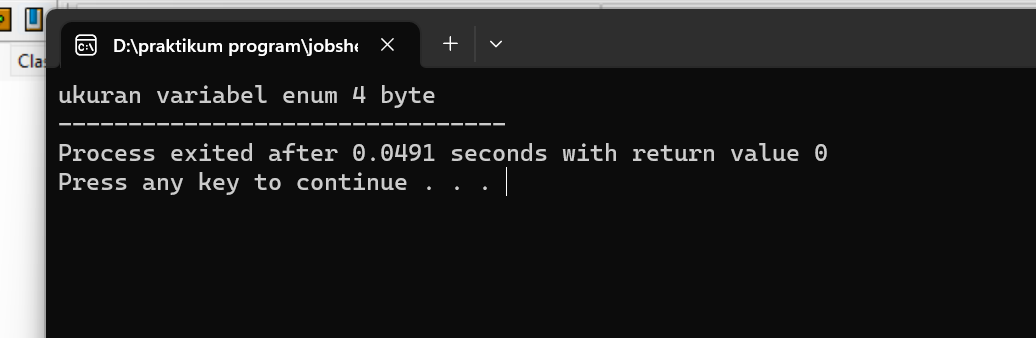 D:\praktikum program\jobshe
Clas
ukuran variabel enum 4 byte
--------------------------------
Process exited after 0.0491 seconds with return value 0
Press any key to continue . . .